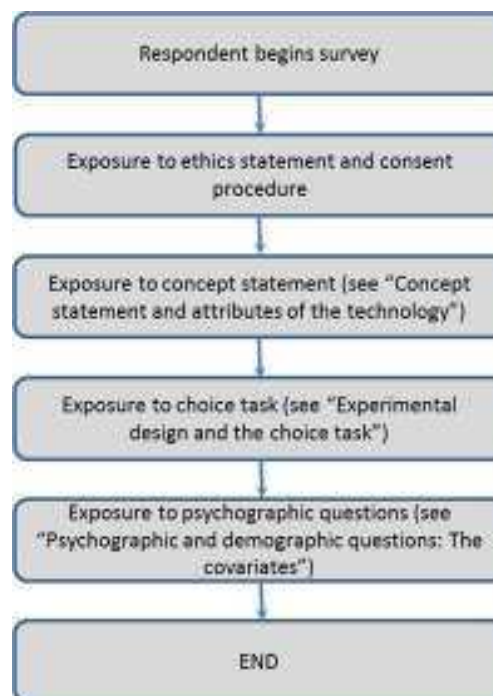 Respondent begins survey
Exposure to ethics statement and consent
procedure
Exposure to concept statement (see “Concept
statement and attributes of the technology”)
Exposure to choice task (see “Experimental
design and the choice task”)
Exposure to psychographic questions (see
“Psychographic and demographic questions: The
covariates”)
END